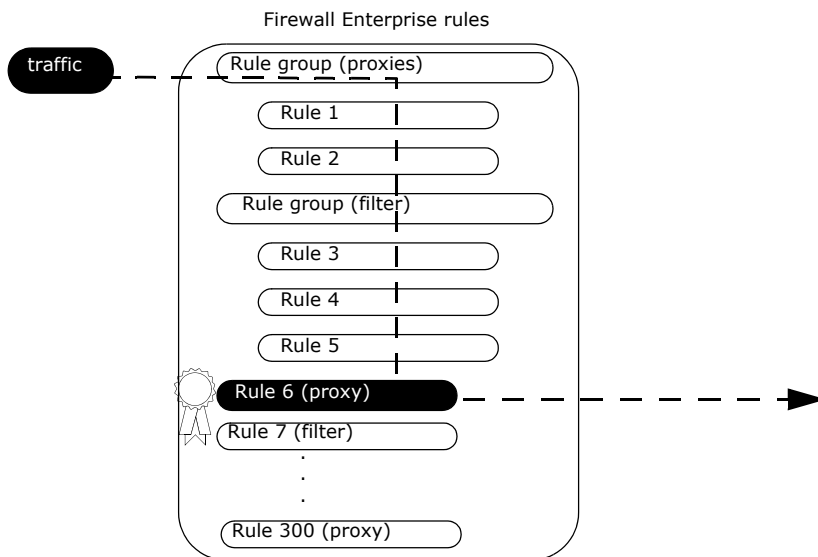 Firewall Enterprise rules
traffic
Rule group (proxies)
Rule 1
Rule 2
Rule group (filter)
Rule 3
Rule 4
Rule 5
Rule 6 (proxy)
Rule 7 (filter)
.
.
.
Rule 300 (proxy)